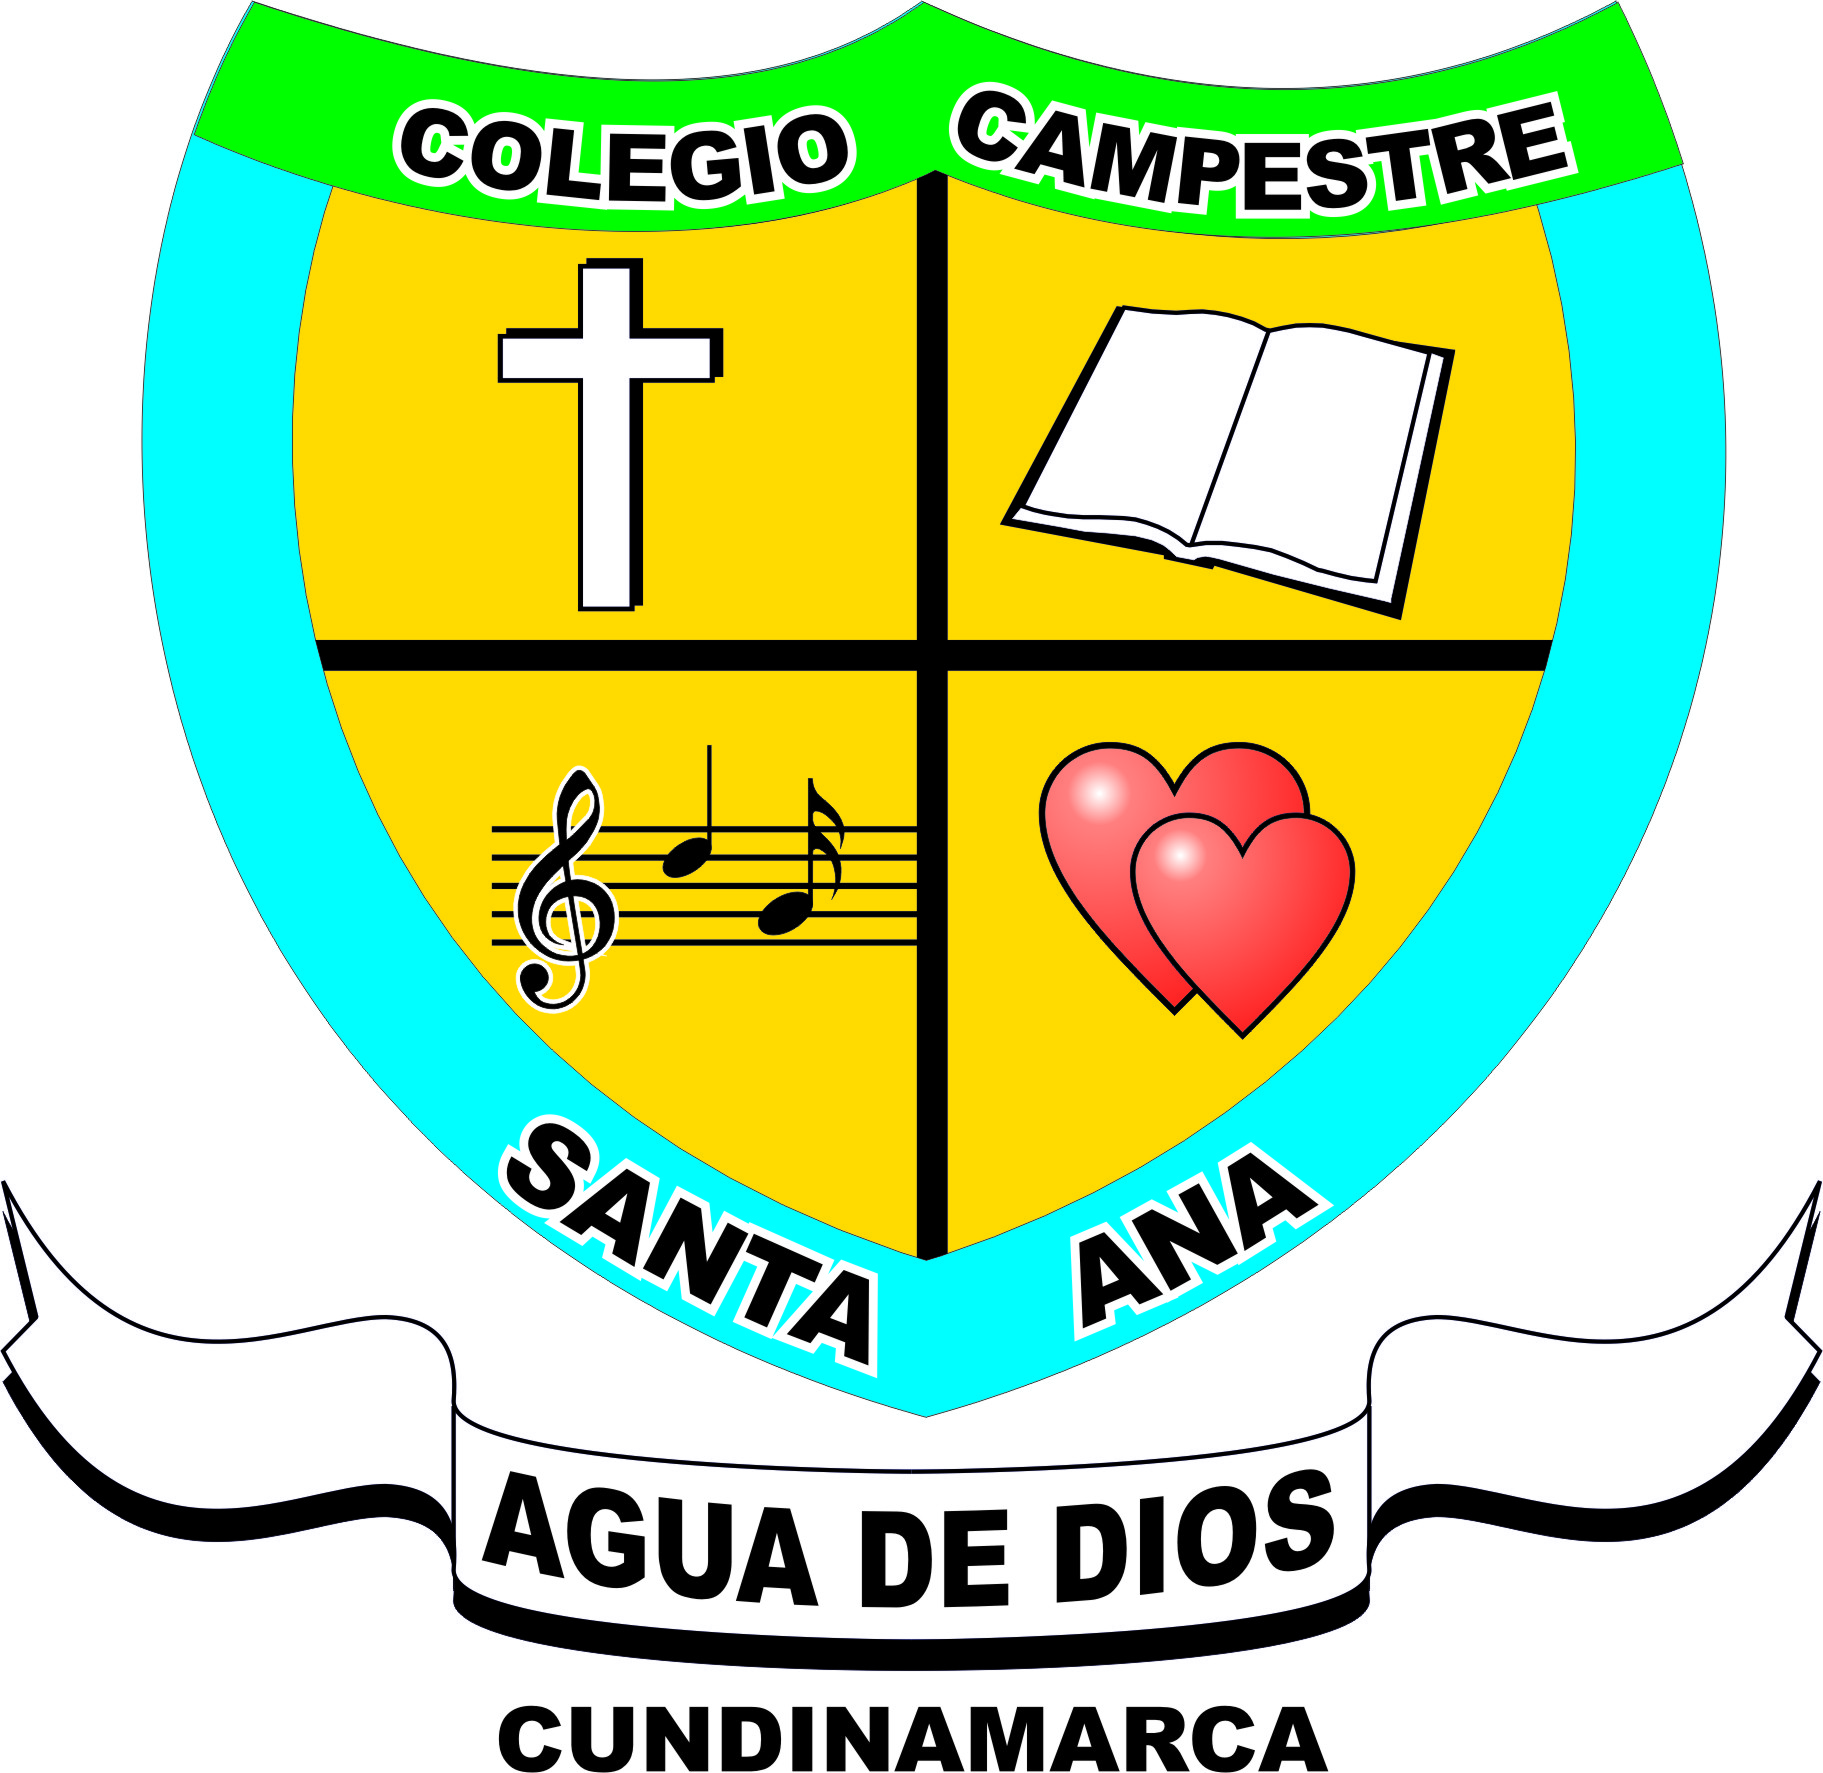 COLEGIO CAMPESTRE
SANTA ANA
AGUA DE DIOS
CUNDINAMARCA